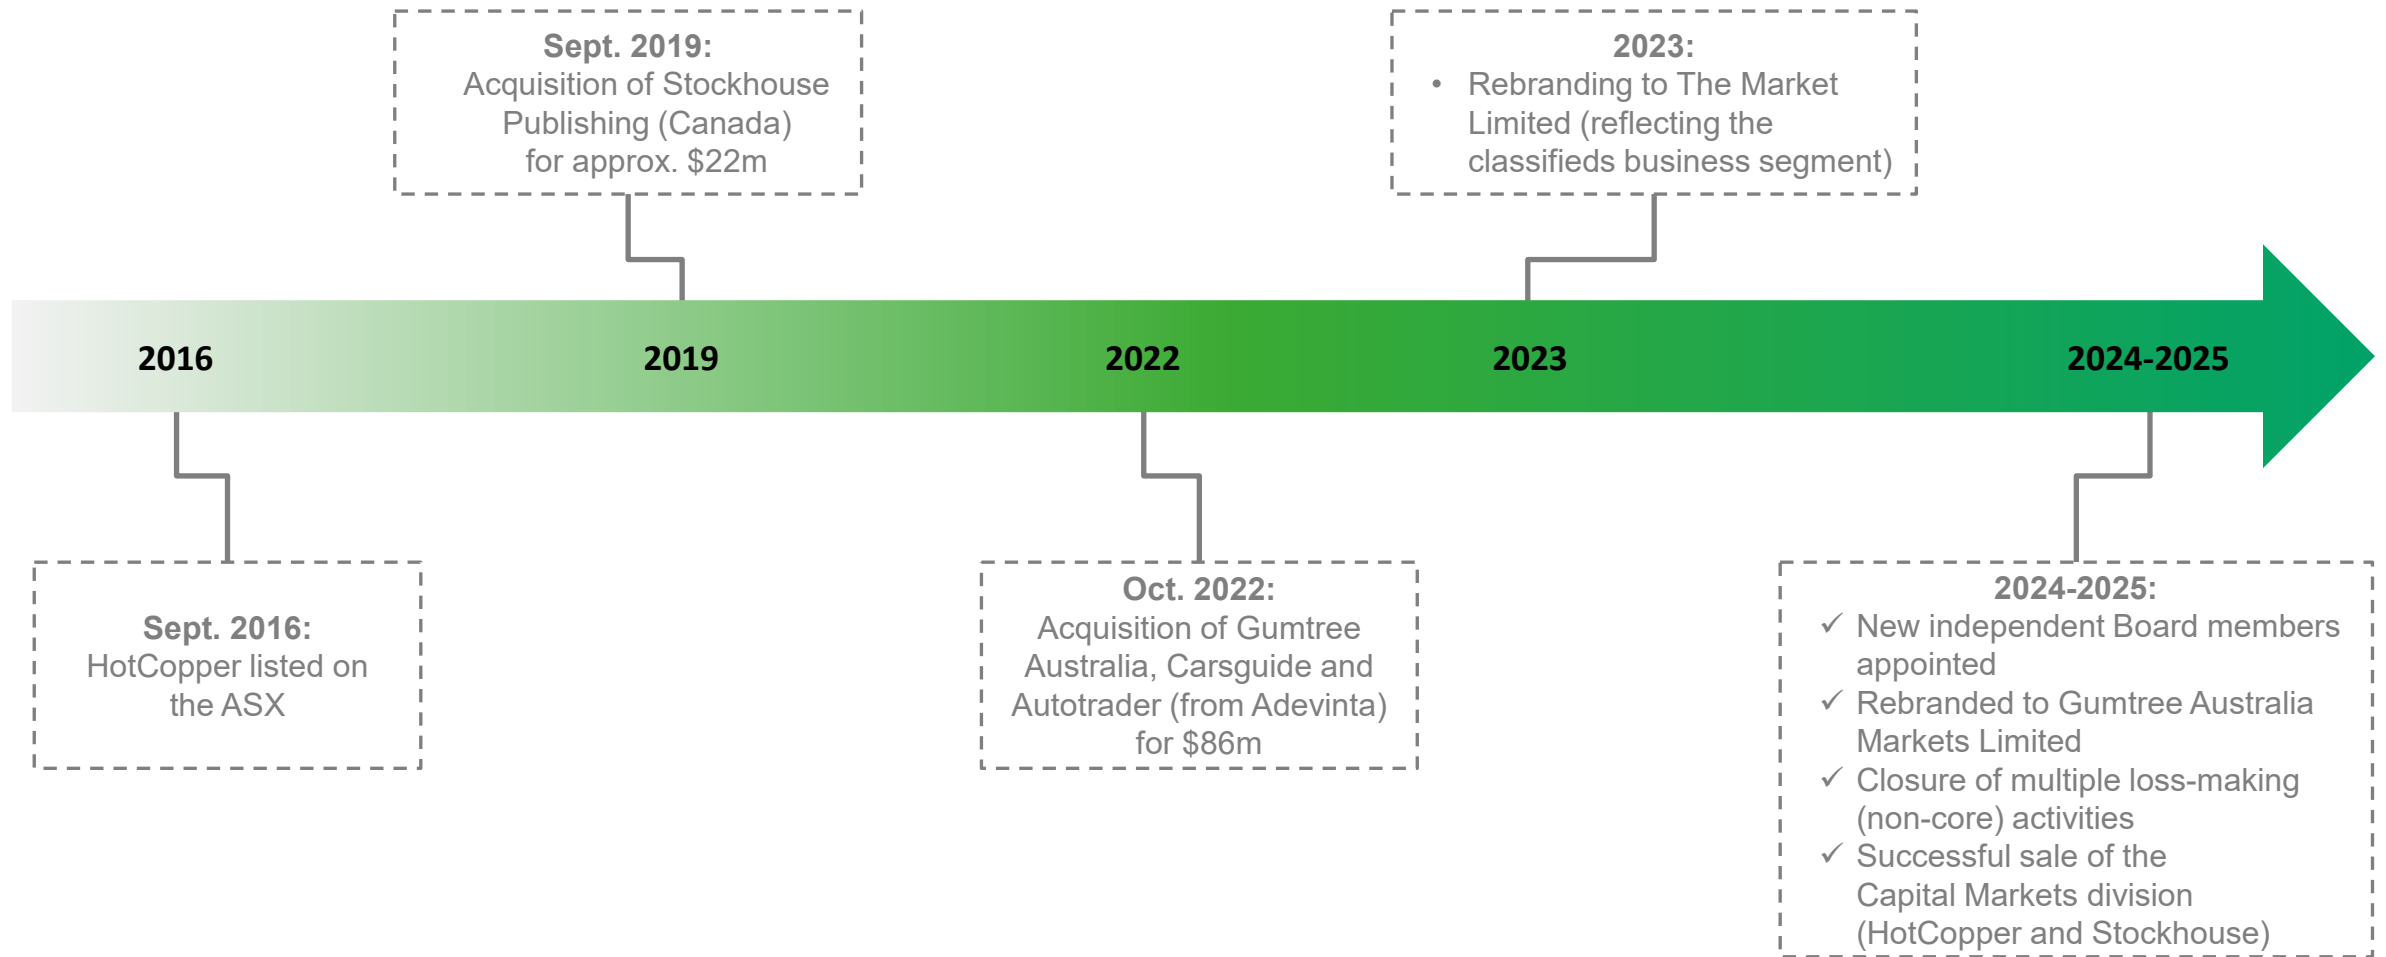 Sept. 2019:
Acquisition of Stockhouse
Publishing (Canada)
for approx. $22m
2023:
• Rebranding to The Market
Limited (reflecting the
classifieds business segment)
2016
2019
2022
2023
2024-2025
Sept. 2016:
HotCopper listed on
the ASX
Oct. 2022:
Acquisition of Gumtree
Australia, Carsguide and
Autotrader (from Adevinta)
for $86m
2024-2025:
✓ New independent Board members
appointed
✓ Rebranded to Gumtree Australia
Markets Limited
✓ Closure of multiple loss-making
(non-core) activities
✓ Successful sale of the
Capital Markets division
(HotCopper and Stockhouse)